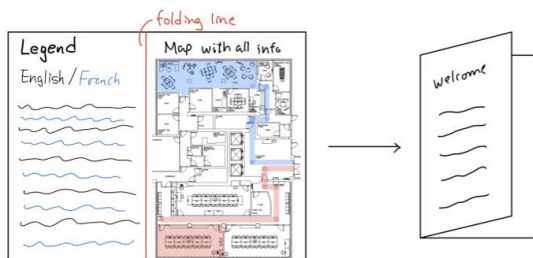 folding line
Legend
English / French
Map with all info
welcome